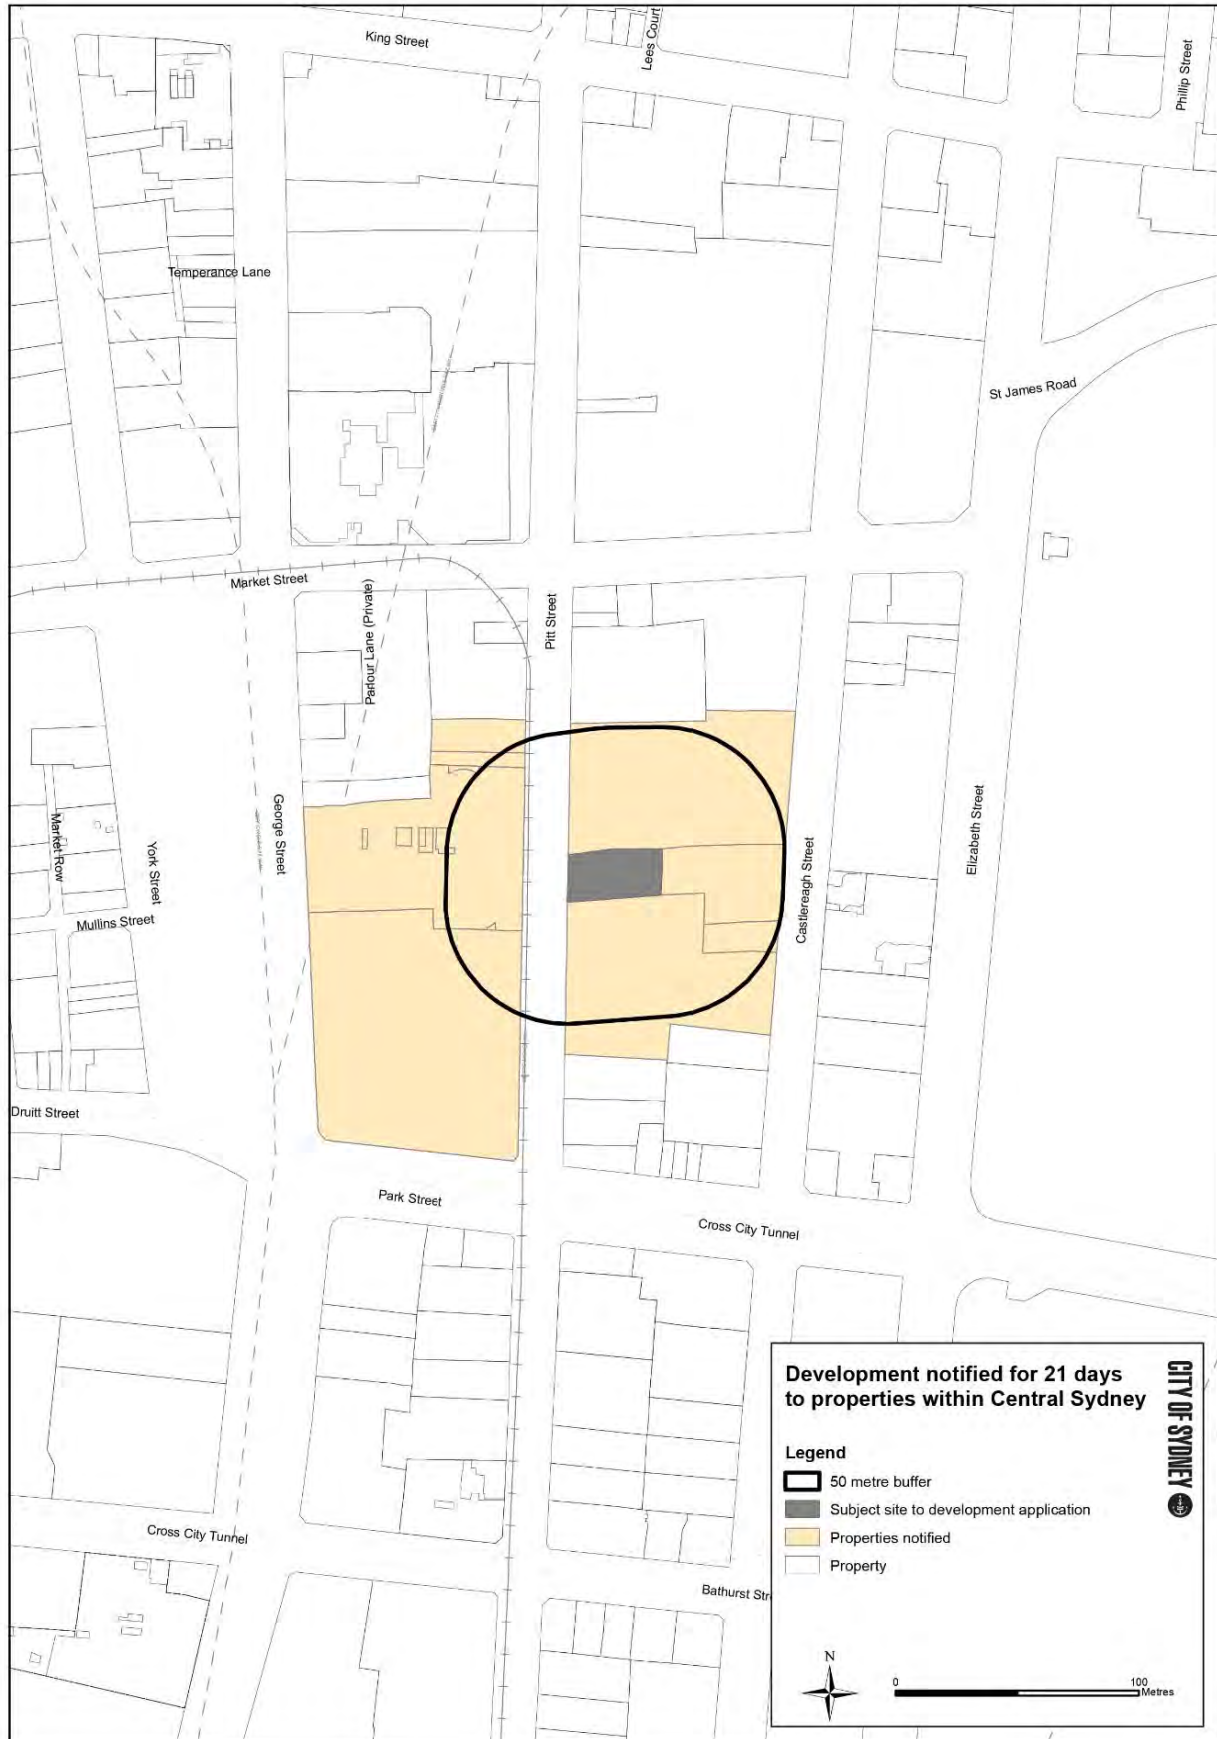 King Street
Lees Court
Phillip Street
Temperance Lane
St James Road
Market Street
Parlour Lane (Private)
Pitt Street
George Street
Market Row
York Street
Mullins Street
Castlereagh Street
Elizabeth Street
Druitt Street
Park Street
Cross City Tunnel
Cross City Tunnel
Bathurst Str
Development notified for 21 days
to properties within Central Sydney
CITY OF SYDNEY
Legend
50 metre buffer
Subject site to development application
Properties notified
Property
N
0
100
Metres